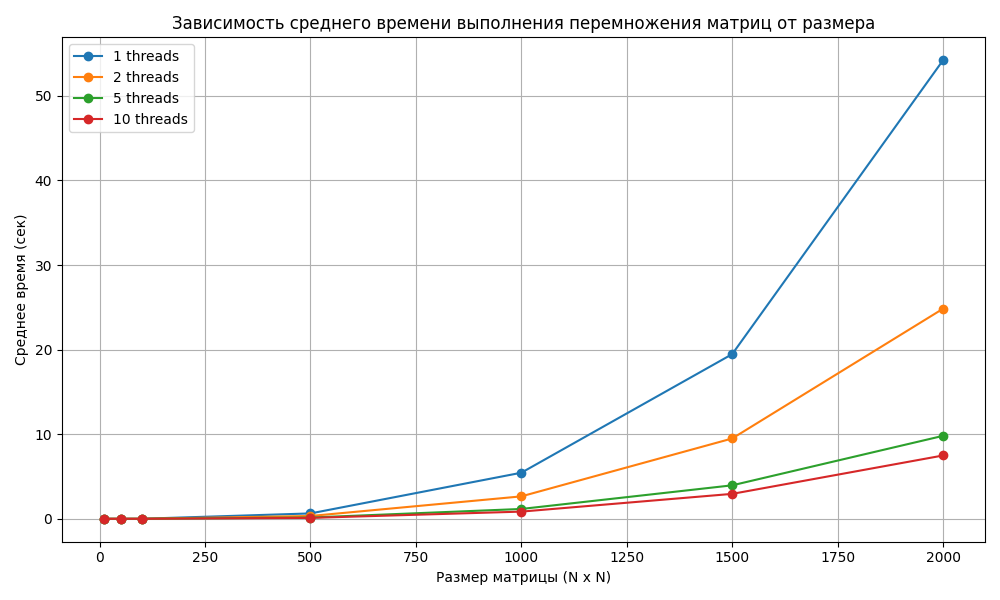 Зависимость среднего времени выполнения перемножения матриц от размера
1 threads
2 threads
5 threads
10 threads
Среднее время (сек)
50
40
30
20
10
0
0 250 500 750 1000 1250 1500 1750 2000
Размер матрицы (N x N)